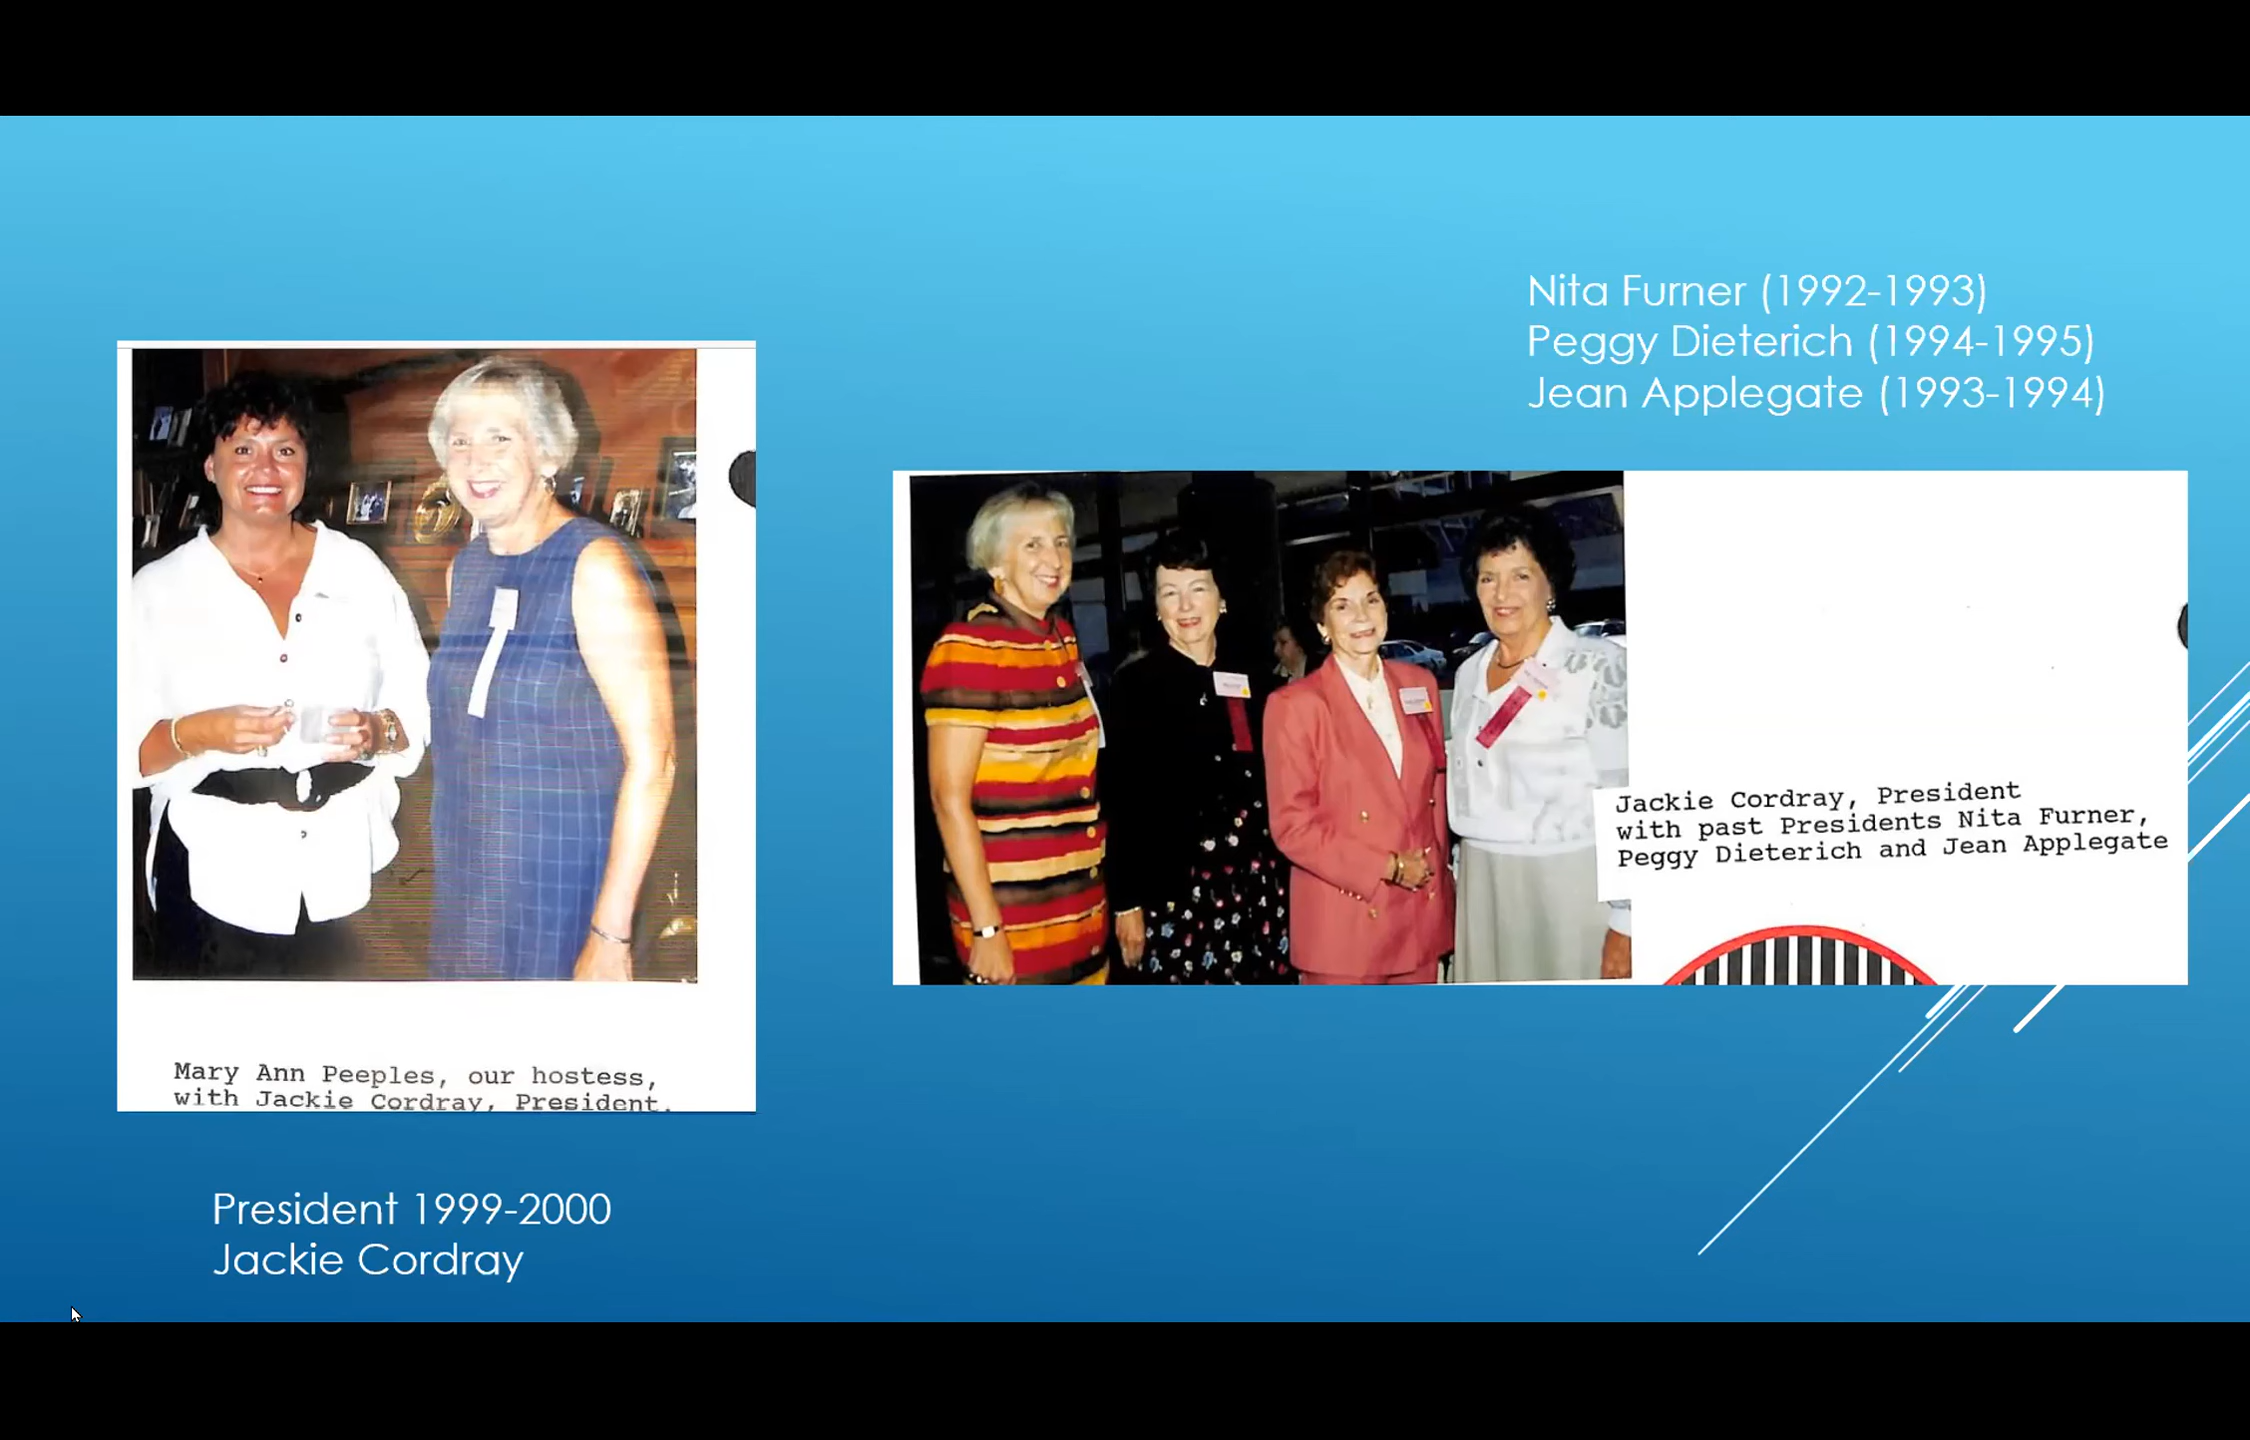 Nita Furner (1992-1993)
Peggy Dieterich (1994-1995)
Jean Applegate (1993-1994)
Jackie Cordray, President
with past Presidents Nita Furner,
Peggy Dieterich and Jean Applegate
Mary Ann Peeples, our hostess,
with Jackie Cordray, President.
President 1999-2000
Jackie Cordray